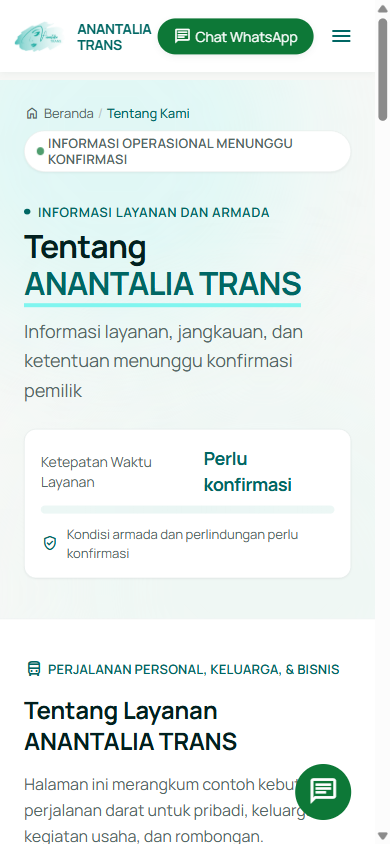 ANANTALIA
TRANS
Chat WhatsApp
Beranda / Tentang Kami
INFORMASI OPERASIONAL MENUNGGU
KONFIRMASI
INFORMASI LAYANAN DAN ARMADA
Tentang
ANANTALIA TRANS
Informasi layanan, jangkauan, dan
ketentuan menunggu konfirmasi
pemilik
Ketepatan Waktu
Layanan
Perlu
konfirmasi
Kondisi armada dan perlindungan perlu
konfirmasi
PERJALANAN PERSONAL, KELUARGA, & BISNIS
Tentang Layanan
ANANTALIA TRANS
Halaman ini merangkum contoh
perjalanan darat untuk pribadi,
kegiatan usaha, dan rombongan.